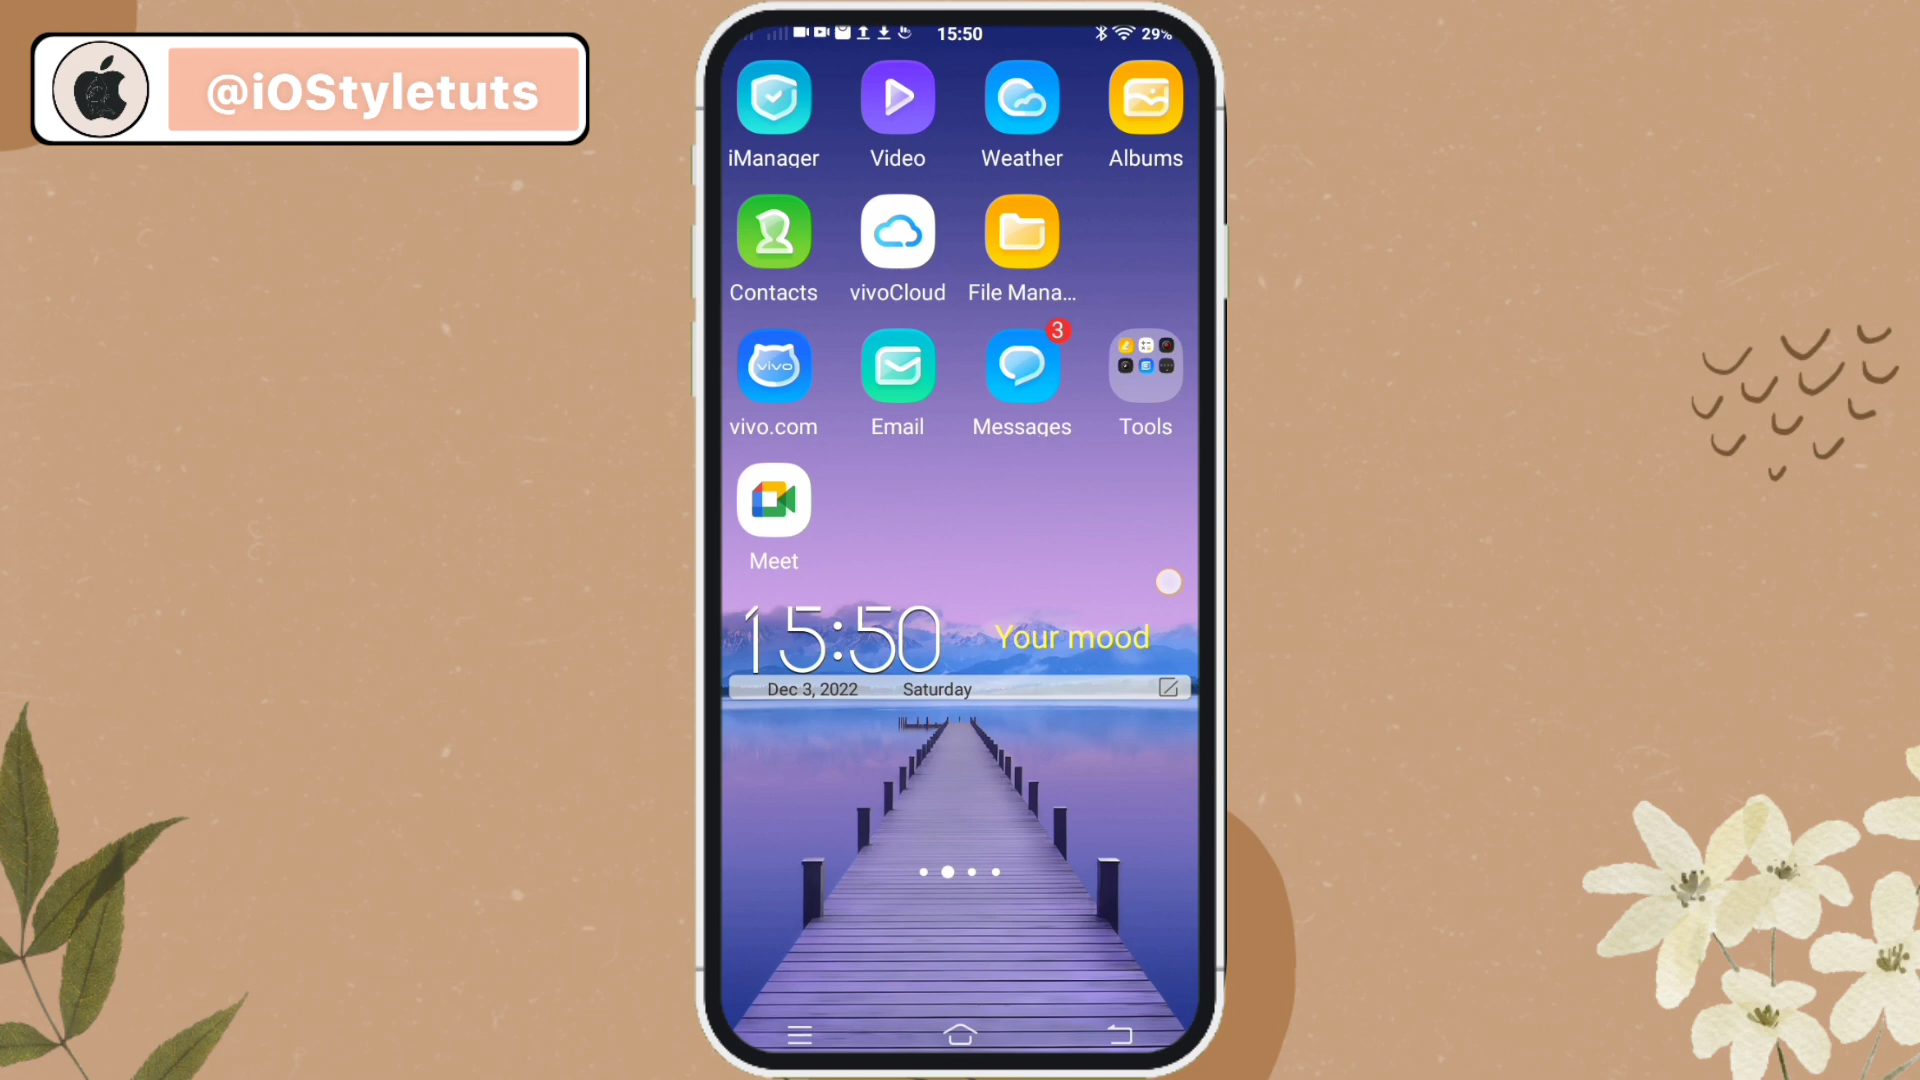 @iOStyletuts
15:50
29%
iManager
Video
Weather
Albums
Contacts
vivoCloud
File Mana...
3
vivo
vivo.com
Email
Messages
Tools
Meet
15:50
Your mood
Dec 3, 2022
Saturday